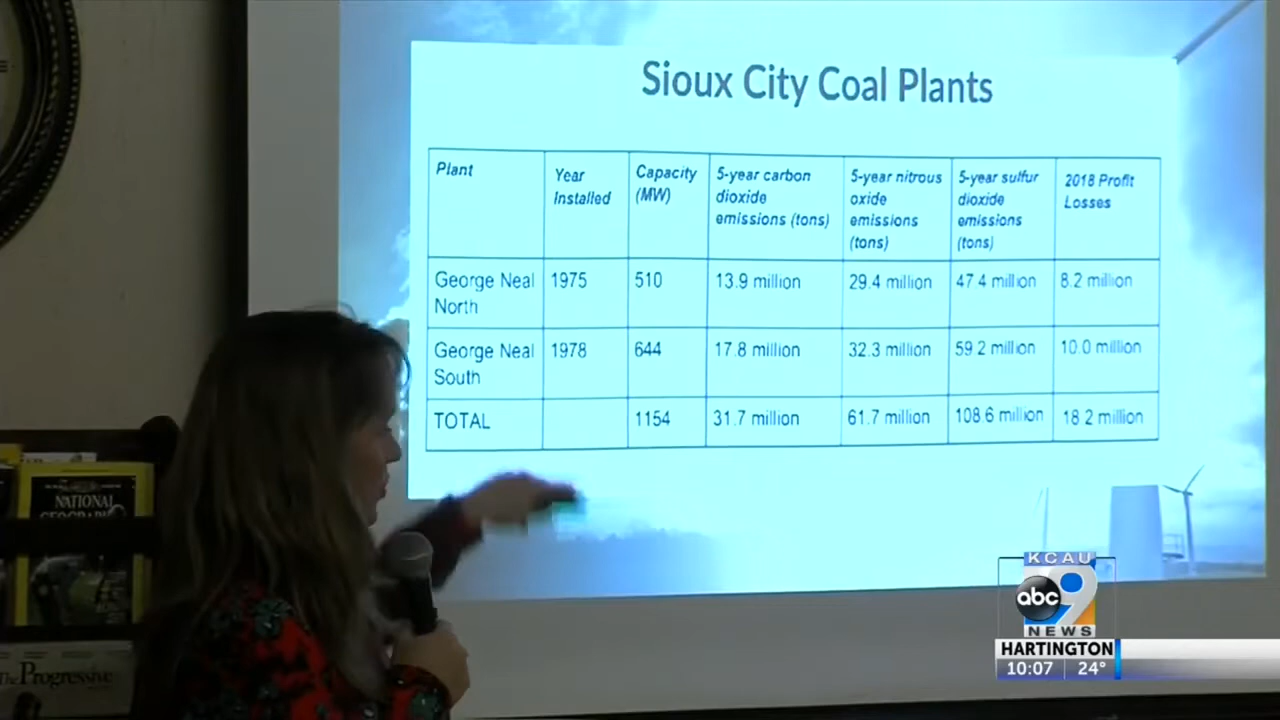 Sioux City Coal Plants
Plant
Year Installed
Capacity (MW)
5-year carbon dioxide emissions (tons)
5-year nitrous oxide emissions (tons)
5-year sulfur dioxide emissions (tons)
2018 Profit Losses
George Neal North
1975
510
13.9 million
29.4 million
47.4 million
8.2 million
George Neal South
1978
644
17.8 million
32.3 million
59.2 million
10.0 million
TOTAL
1154
31.7 million
61.7 million
108.6 million
18.2 million
NATIONAL
GEOGRAPHIC
The Progressive
KCAU
abc 9
NEWS
HARTINGTON
10:07 24°